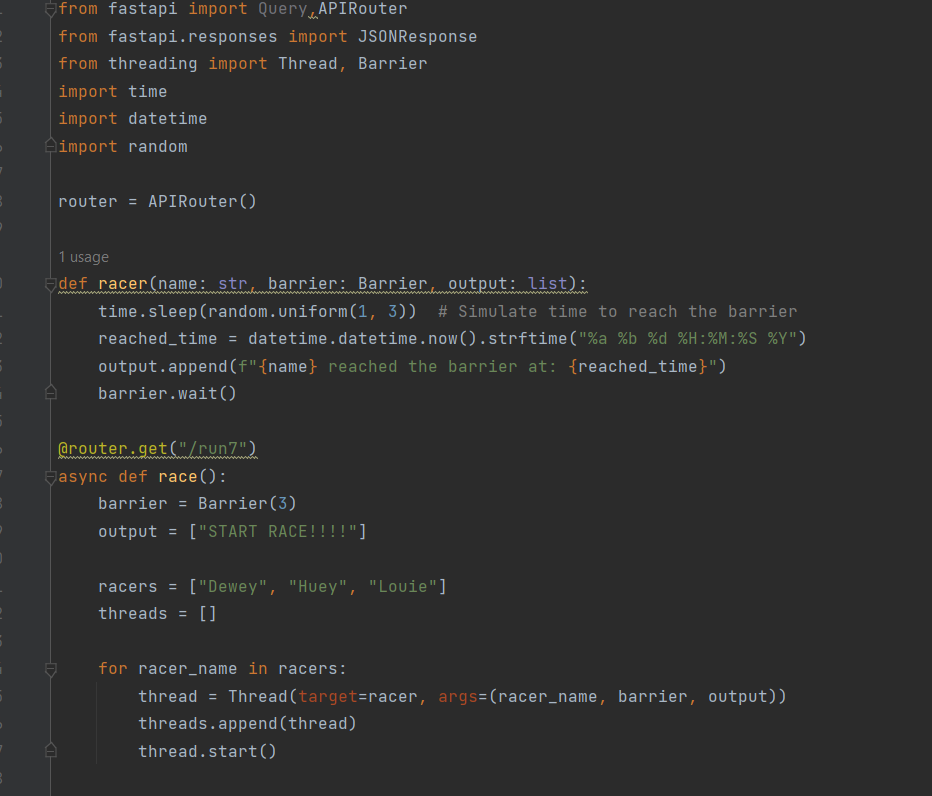 from fastapi import Query,APIRouter
from fastapi.responses import JSONResponse
from threading import Thread, Barrier
import time
import datetime
import random
router = APIRouter()
1 usage
def racer(name: str, barrier: Barrier, output: list):
    time.sleep(random.uniform(1, 3))  # Simulate time to reach the barrier
    reached_time = datetime.datetime.now().strftime("%a %b %d %H:%M:%S %Y")
    output.append(f"{name} reached the barrier at: {reached_time}")
    barrier.wait()
@router.get("/run7")
async def race():
    barrier = Barrier(3)
    output = ["START RACE!!!!"]
    racers = ["Dewey", "Huey", "Louie"]
    threads = []
    for racer_name in racers:
        thread = Thread(target=racer, args=(racer_name, barrier, output))
        threads.append(thread)
        thread.start()